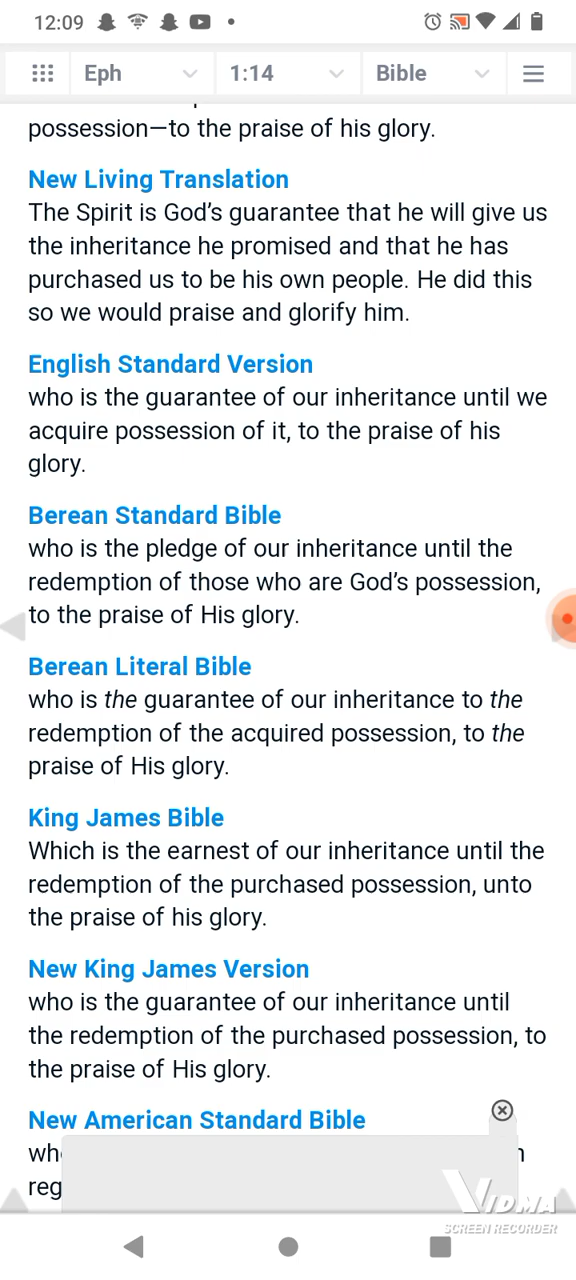 12:09
Eph 1:14 Bible
possession—to the praise of his glory.
New Living Translation
The Spirit is God's guarantee that he will give us
the inheritance he promised and that he has
purchased us to be his own people. He did this
so we would praise and glorify him.
English Standard Version
who is the guarantee of our inheritance until we
acquire possession of it, to the praise of his
glory.
Berean Standard Bible
who is the pledge of our inheritance until the
redemption of those who are God's possession,
to the praise of His glory.
Berean Literal Bible
who is the guarantee of our inheritance to the
redemption of the acquired possession, to the
praise of His glory.
King James Bible
Which is the earnest of our inheritance until the
redemption of the purchased possession, unto
the praise of his glory.
New King James Version
who is the guarantee of our inheritance until
the redemption of the purchased possession, to
the praise of His glory.
New American Standard Bible
VIDMA
SCREEN RECORDER